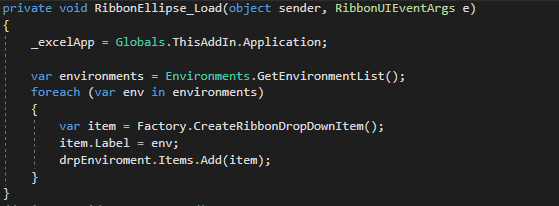 private void RibbonEllipse_Load(object sender, RibbonUIEventArgs e)
{
    _excelApp = Globals.ThisAddIn.Application;

    var environments = Environments.GetEnvironmentList();
    foreach (var env in environments)
    {
        var item = Factory.CreateRibbonDropDownItem();
        item.Label = env;
        drpEnviroment.Items.Add(item);
    }
}